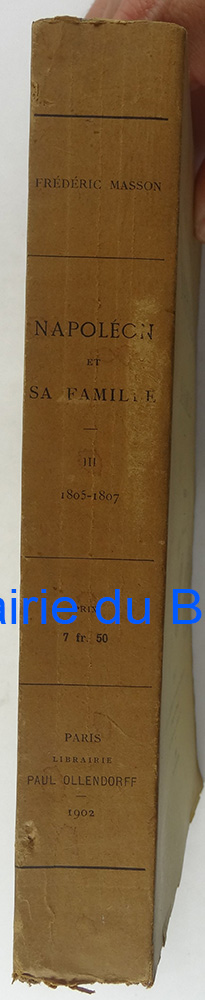 FRÉDÉRIC MASSON
NAPOLÉON
ET
SA FAMILLE
III
1805-1807
PRIX
7 fr. 50
airie du B
PARIS
LIBRAIRIE
PAUL OLLENDORFF
1902